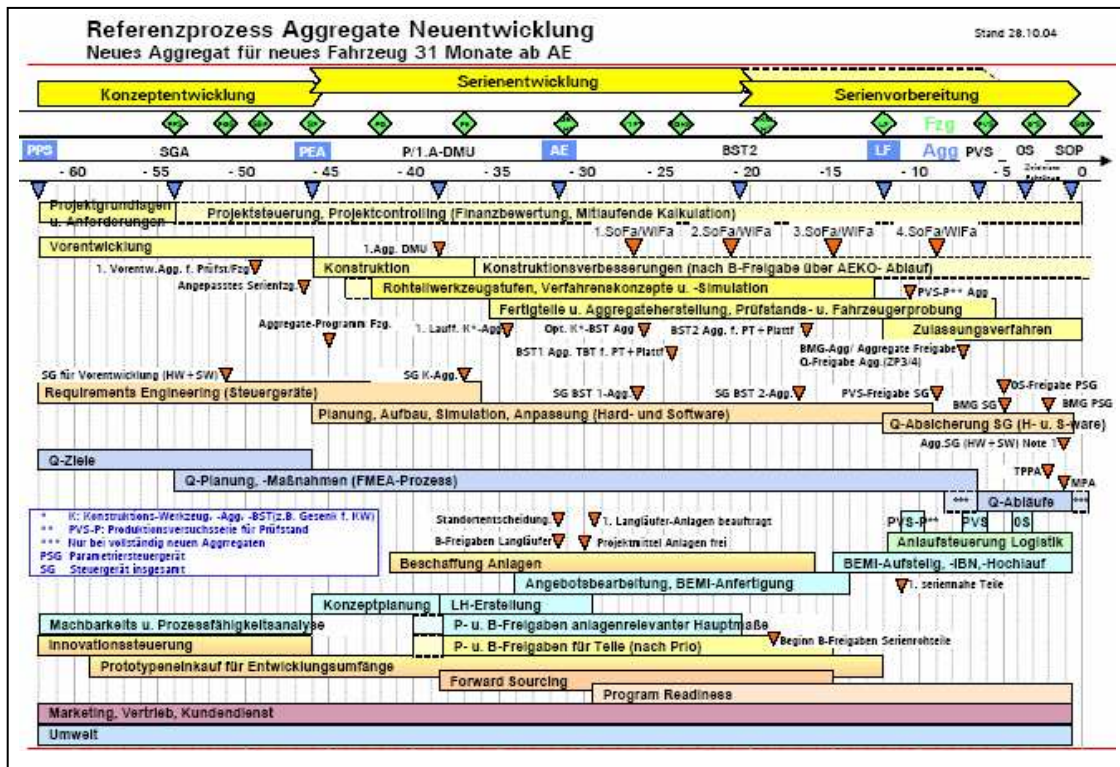 Referenzprozess Aggregate Neuentwicklung
Stand 28.10.04
Neues Aggregat für neues Fahrzeug 31 Monate ab AE
Serienentwicklung
Konzeptentwicklung
Serienvorbereitung
Fzg
PPS SGA PEA P/1.A-DMU AE BST2 LF Agg PVS 0S SOP
- 60 - 55 - 50 - 45 - 40 - 35 - 30 - 25 - 20 - 15 - 10 - 5 0
Projektgrundlagen
u. Anforderungen
Projektsteuerung, Projektcontrolling (Finanzbewertung, Mitlaufende Kalkulation)
1.SoFa/WiFa 2.SoFa/WiFa 3.SoFa/WiFa 4.SoFa/WiFa
Vorentwicklung
1.Agg. DMU
1. Vorentw.Agg. f. Prüfst/Fzg
Konstruktion
Konstruktionsverbesserungen (nach B-Freigabe über AEKO- Ablauf)
Angepasstes Serienfzg.
Rohteilwerkzeugstufen, Verfahrenskonzepte u. -Simulation
PVS-P** Agg
Fertigteile u. Aggregateherstellung, Prüfstands- u. Fahrzeugerprobung
Aggregate-Programm Fzg.
1. Lauff. K*-Agg
Opt. K*-BST Agg
BST2 Agg. f. PT+Plattf
Zulassungsverfahren
BST1 Agg. TBT f. PT+Plattf
BMG-Agg/ Aggregate Freigabe
Q-Freigabe Agg.(ZP3/4)
SG für Vorentwicklung (HW+SW)
SG K-Agg.
SG BST 1-Agg.
SG BST 2-Agg.
PVS-Freigabe SG
0S-Freigabe PSG
Requirements Engineering (Steuergeräte)
BMG SG
BMG PSG
Planung, Aufbau, Simulation, Anpassung (Hard- und Software)
Q-Absicherung SG (H- u. S-ware)
Agg.SG (HW+SW) Note 1
Q-Ziele
TPPA
Q-Planung, -Maßnahmen (FMEA-Prozess)
MPA
*** Q-Abläufe ***
* K: Konstruktions-Werkzeug, -Agg, -BST(z.B. Gesenk f. KW)
** PVS-P: Produktionsversuchsserie für Prüfstand
*** Nur bei vollständig neuen Aggregaten
PSG Parametriersteuergerät
SG Steuergerät insgesamt
Standortentscheidung
1. Langläufer-Anlagen beauftragt
PVS-P** PVS 0S
B-Freigaben Langläufer
Projektmittel Anlagen frei
Anlaufsteuerung Logistik
Beschaffung Anlagen
BEMI-Aufstellg, -IBN,-Hochlauf
Angebotsbearbeitung, BEMI-Anfertigung
1. seriennahe Teile
Konzeptplanung
LH-Erstellung
Machbarkeits u. Prozessfähigkeitsanalyse
P- u. B-Freigaben anlagenrelevanter Hauptmaße
Beginn B-Freigaben Serienrohteile
Innovationssteuerung
P- u. B-Freigaben für Teile (nach Prio)
Prototypeneinkauf für Entwicklungsumfänge
Forward Sourcing
Program Readiness
Marketing, Vertrieb, Kundendienst
Umwelt